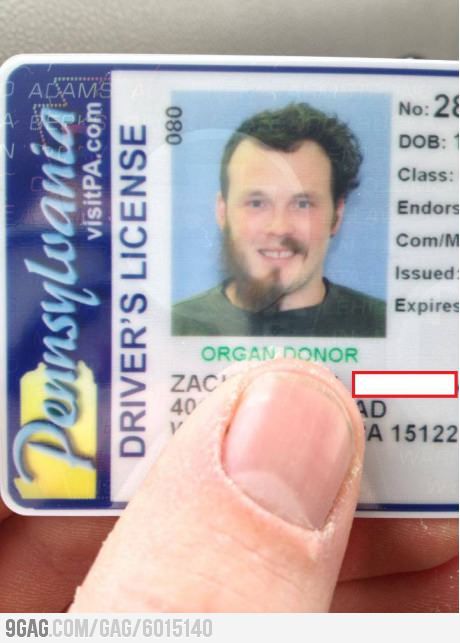 Pennsylvania
visitPA.com
DRIVER'S LICENSE
080
No: 28
DOB: 1
Class:
Endors
Com/M
Issued:
Expires
ORGAN DONOR
ZAC
40 AD
A 15122
ADAMS
9GAG.COM/GAG/6015140